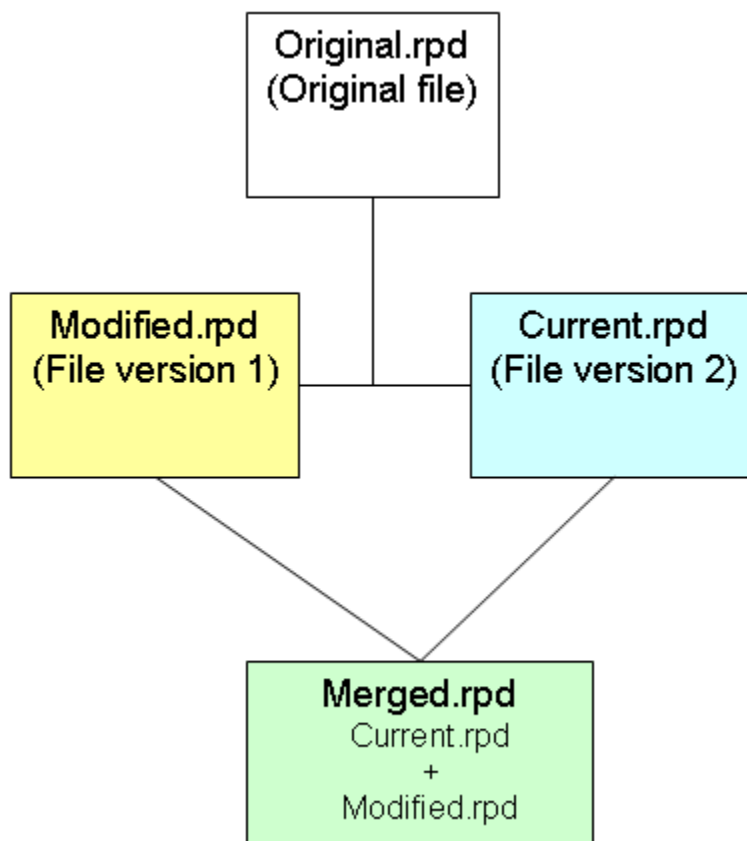 Original.rpd
(Original file)
Modified.rpd
(File version 1)
Current.rpd
(File version 2)
Merged.rpd
Current.rpd
+
Modified.rpd